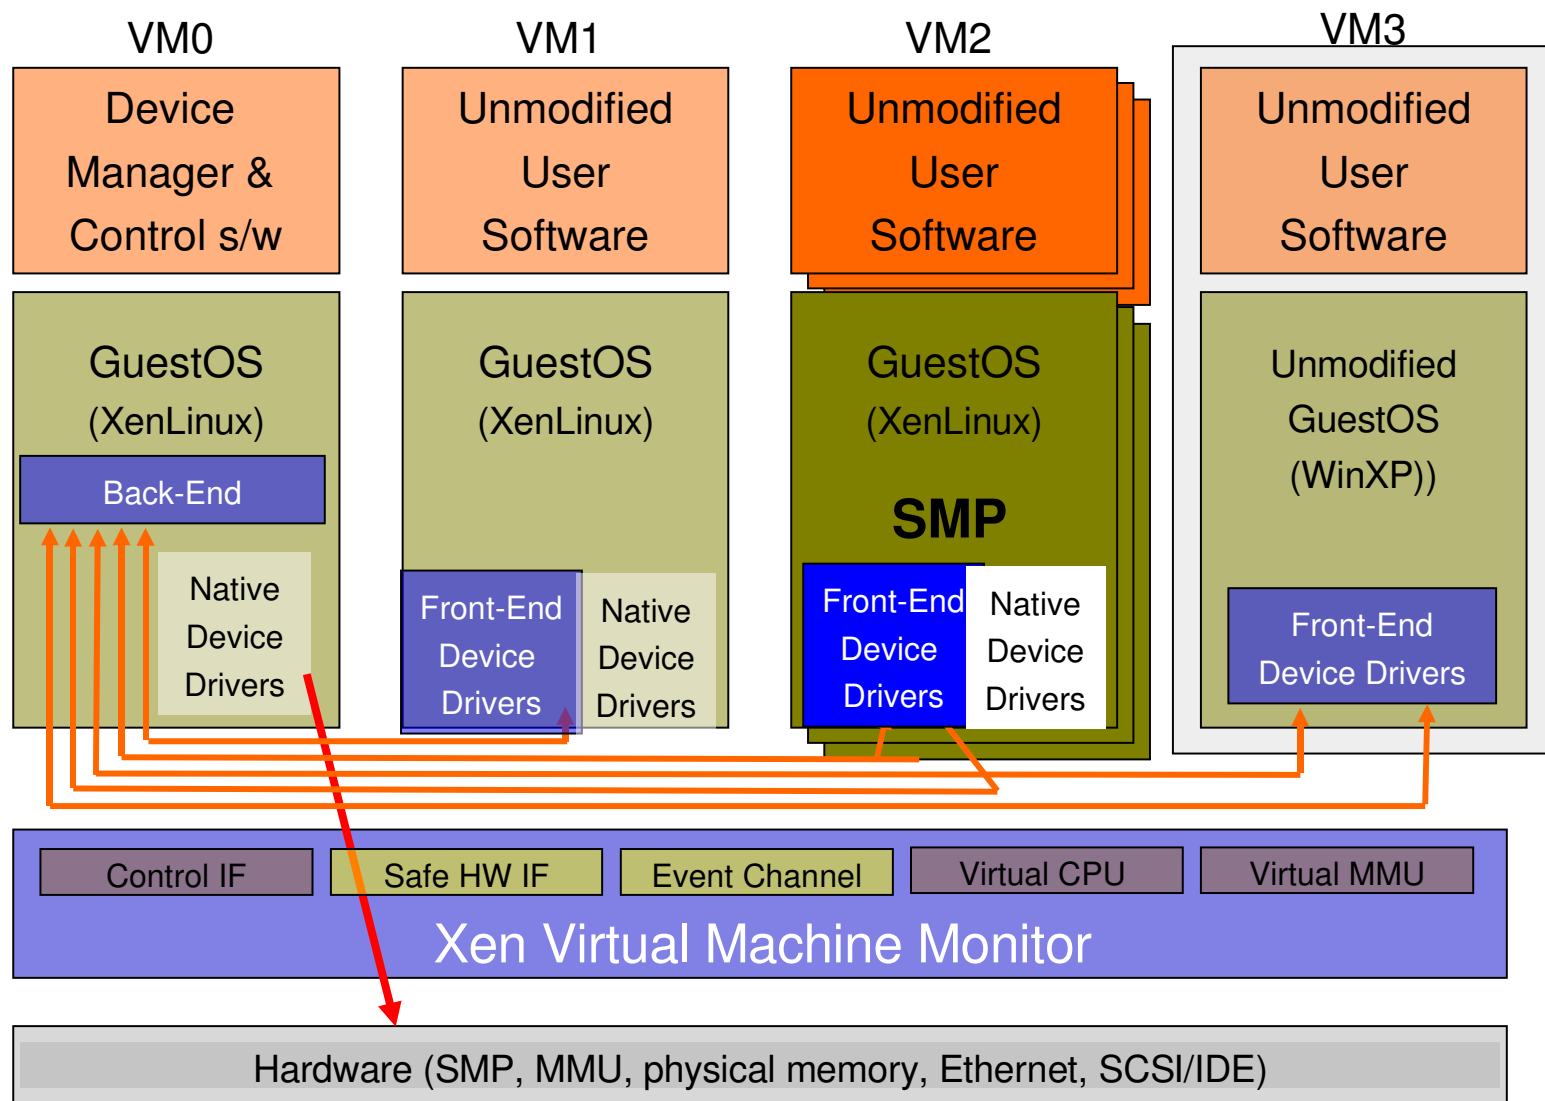 VM0
VM1
VM2
VM3
Device
Manager &
Control s/w
Unmodified
User
Software
Unmodified
User
Software
Unmodified
User
Software
GuestOS
(XenLinux)
Back-End
Native
Device
Drivers
GuestOS
(XenLinux)
Front-End
Device
Drivers
Native
Device
Drivers
GuestOS
(XenLinux)
SMP
Front-End
Device
Drivers
Native
Device
Drivers
Unmodified
GuestOS
(WinXP))
Front-End
Device Drivers
Control IF
Safe HW IF
Event Channel
Virtual CPU
Virtual MMU
Xen Virtual Machine Monitor
Hardware (SMP, MMU, physical memory, Ethernet, SCSI/IDE)